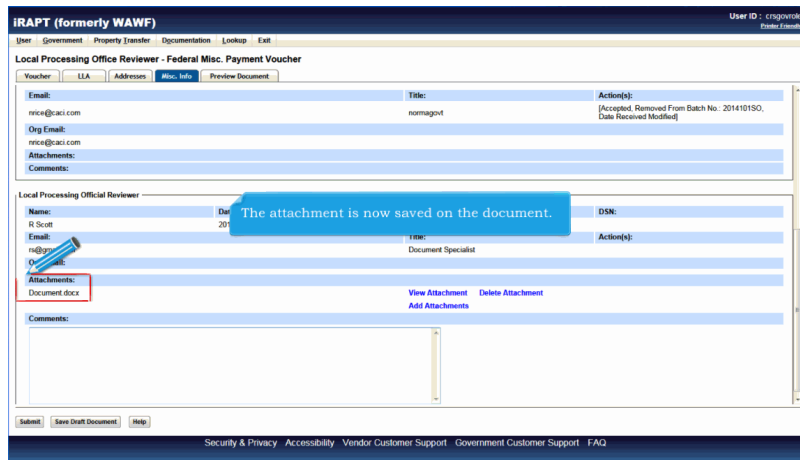 iRAPT (formerly WAWF)
User ID : crsgovrole
Printer Friendly
User Government Property Transfer Documentation Lookup Exit
Local Processing Office Reviewer - Federal Misc. Payment Voucher
Voucher LLA Addresses Misc. Info Preview Document
Email: Title: Action(s):
nrice@caci.com normagovt [Accepted, Removed From Batch No.: 2014101SO, Date Received Modified]
Org Email:
nrice@caci.com
Attachments:
Comments:
Local Processing Official Reviewer
Name: DSN:
R Scott
The attachment is now saved on the document.
Email: Title: Action(s):
Document Specialist
Attachments:
Document.docx View Attachment Delete Attachment
Add Attachments
Comments:
Submit Save Draft Document Help
Security & Privacy Accessibility Vendor Customer Support Government Customer Support FAQ